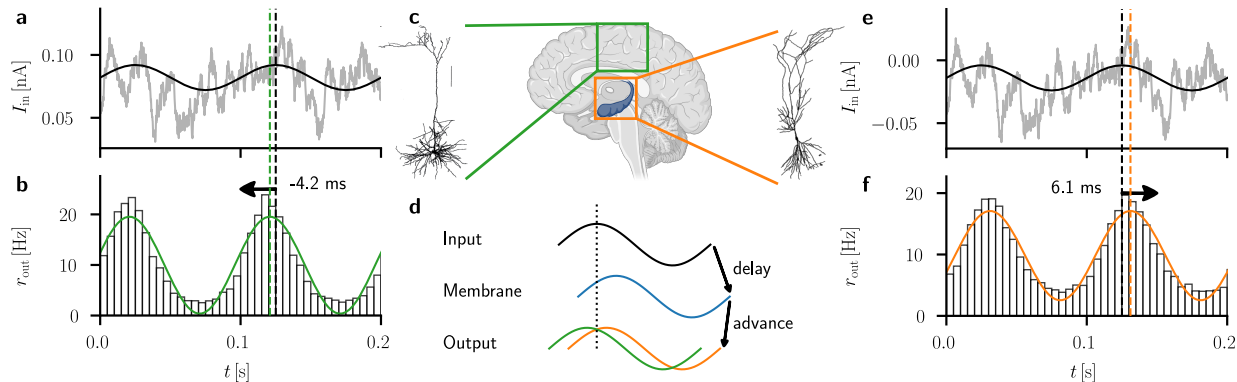 a
0.10
0.05
I_in [nA]
b
-4.2 ms
20
10
0
r_out [Hz]
0.0
0.1
0.2
t [s]
c
d
Input
Membrane
Output
delay
advance
e
0.00
−0.05
I_in [nA]
f
6.1 ms
20
10
0
r_out [Hz]
0.0
0.1
0.2
t [s]